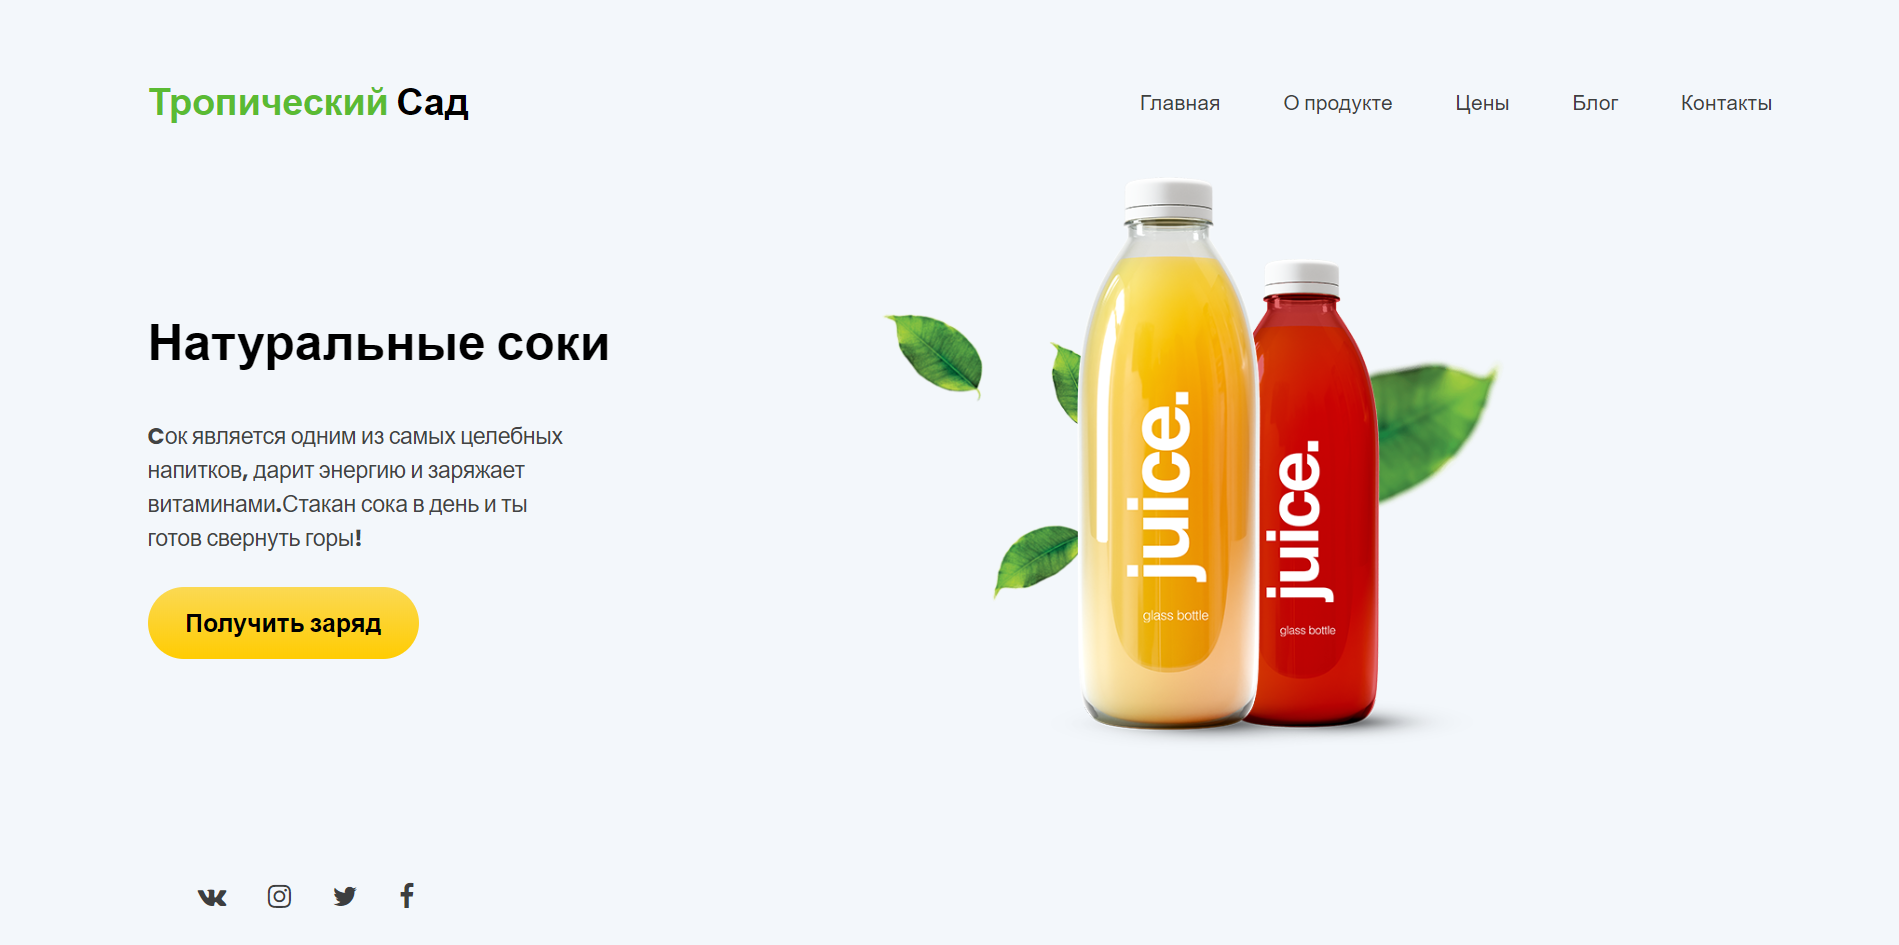 Тропический Сад
Главная О продукте Цены Блог Контакты
Натуральные соки
Сок является одним из самых целебных
напитков, дарит энергию и заряжает
витаминами.Стакан сока в день и ты
готов свернуть горы!
Получить заряд
juice.
glass bottle
juice.
glass bottle